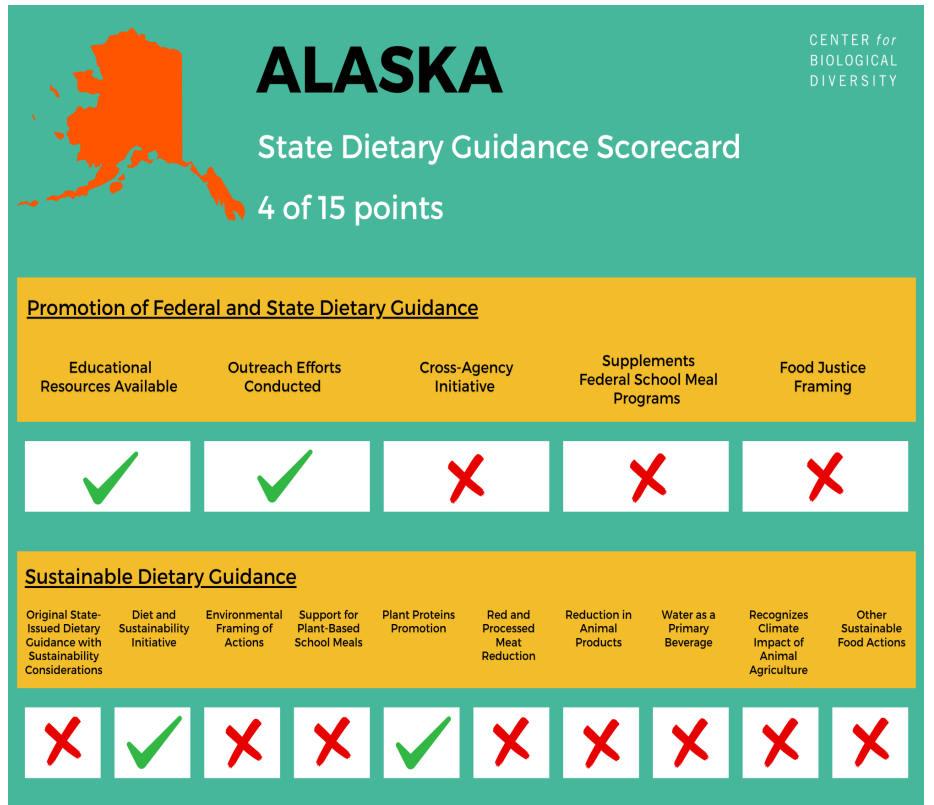 ALASKA
CENTER for
BIOLOGICAL
DIVERSITY
State Dietary Guidance Scorecard
4 of 15 points
Promotion of Federal and State Dietary Guidance
Educational
Resources Available
Outreach Efforts
Conducted
Cross-Agency
Initiative
Supplements
Federal School Meal
Programs
Food Justice
Framing
Sustainable Dietary Guidance
Original State-
Issued Dietary
Guidance with
Sustainability
Considerations
Diet and
Sustainability
Initiative
Environmental
Framing of
Actions
Support for
Plant-Based
School Meals
Plant Proteins
Promotion
Red and
Processed
Meat
Reduction
Reduction in
Animal
Products
Water as a
Primary
Beverage
Recognizes
Climate
Impact of
Animal
Agriculture
Other
Sustainable
Food Actions